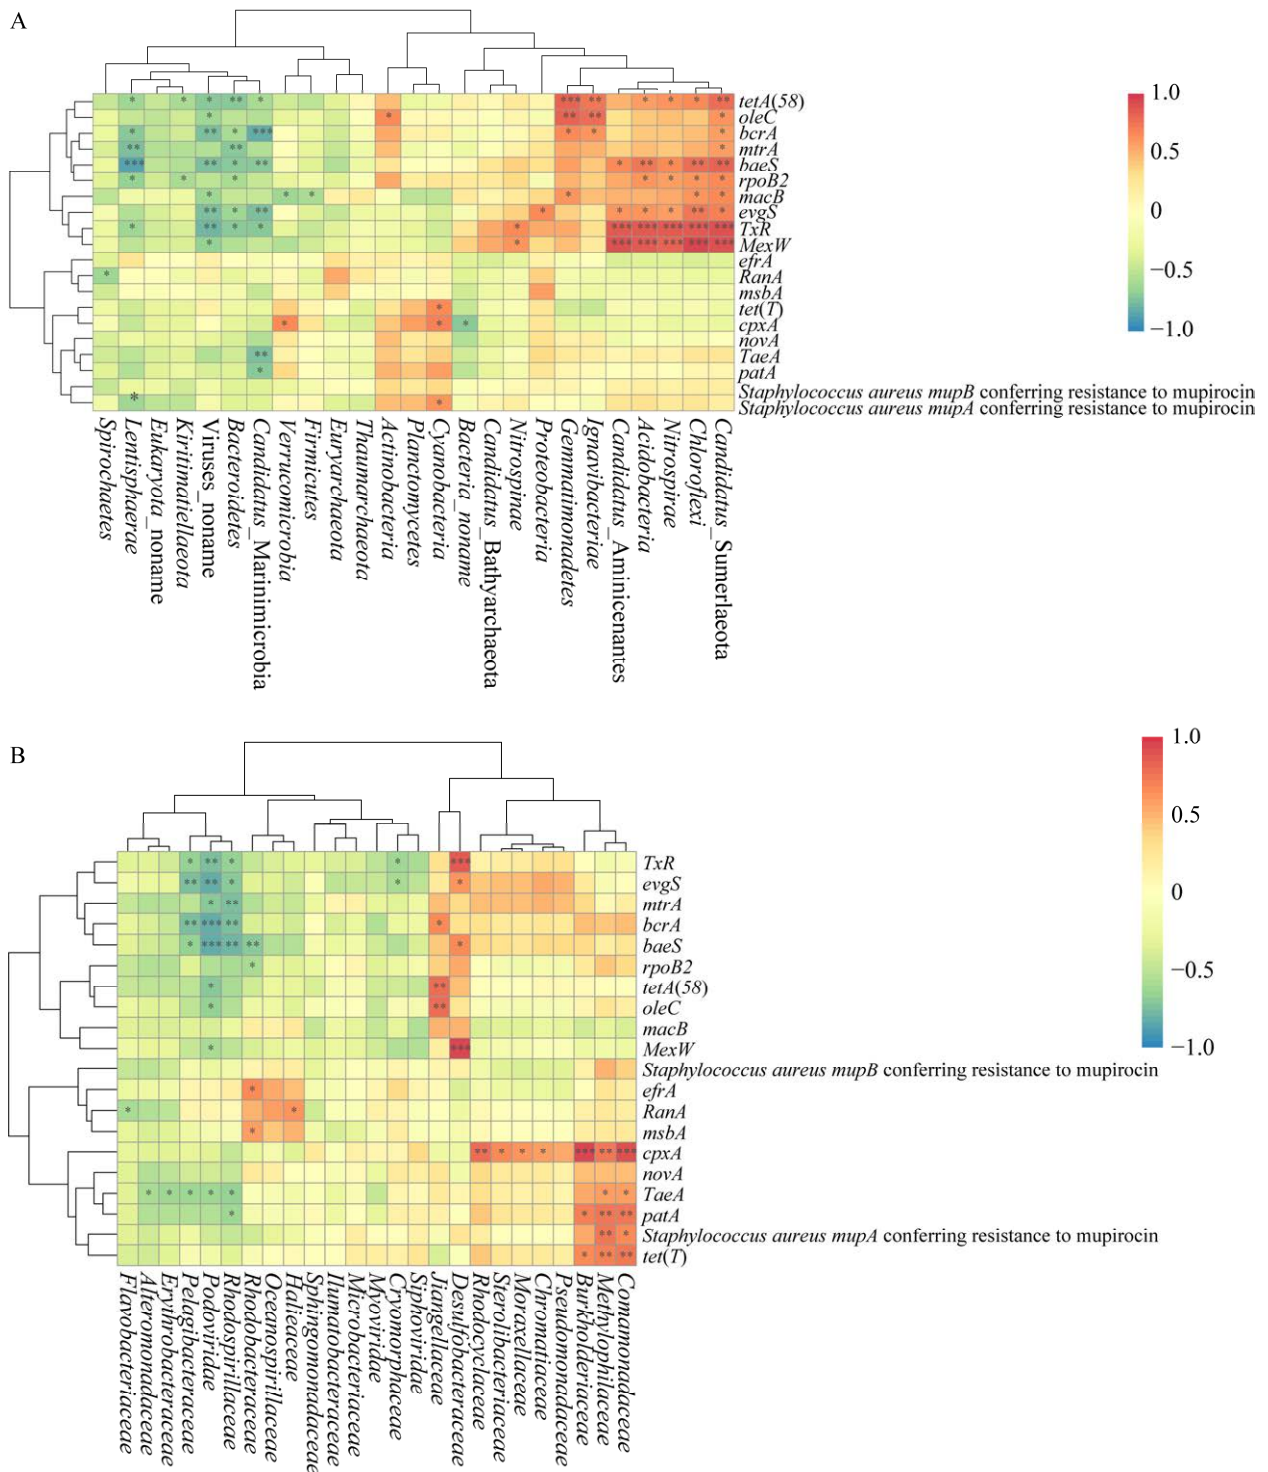 A
1.0
0.5
0
−0.5
−1.0
tetA(58)
oleC
bcrA
mtrA
baeS
rpoB2
macB
evgS
TxR
MexW
efrA
RanA
msbA
tet(T)
cpxA
novA
TaeA
patA
Staphylococcus aureus mupB conferring resistance to mupirocin
Staphylococcus aureus mupA conferring resistance to mupirocin
Spirochaetes
Lentisphaerae
Eukaryota_noname
Kiritimatiellaeota
Viruses_noname
Bacteroidetes
Candidatus_Marinimicrobia
Verrucomicrobia
Firmicutes
Euryarchaeota
Thaumarchaeota
Actinobacteria
Planctomycetes
Cyanobacteria
Bacteria_noname
Candidatus_Bathyarchaeota
Nitrospinae
Proteobacteria
Gemmatimonadetes
Ignavibacteriae
Candidatus_Aminicenantes
Acidobacteria
Nitrospirae
Chloroflexi
Candidatus_Sumerlaeota
B
1.0
0.5
0
−0.5
−1.0
TxR
evgS
mtrA
bcrA
baeS
rpoB2
tetA(58)
oleC
macB
MexW
Staphylococcus aureus mupB conferring resistance to mupirocin
efrA
RanA
msbA
cpxA
novA
TaeA
patA
Staphylococcus aureus mupA conferring resistance to mupirocin
tet(T)
Flavobacteriaceae
Alteromonadaceae
Erythrobacteraceae
Pelagibacteraceae
Podoviridae
Rhodospirillaceae
Rhodobacteraceae
Oceanospirillaceae
Halieaceae
Sphingomonadaceae
Ilumatobacteraceae
Microbacteriaceae
Myoviridae
Cryomorphaceae
Siphoviridae
Jiangellaceae
Desulfobacteraceae
Rhodocyclaceae
Sterolibacteriaceae
Moraxellaceae
Chromatiaceae
Pseudomonadaceae
Burkholderiaceae
Methylophilaceae
Comamonadaceae